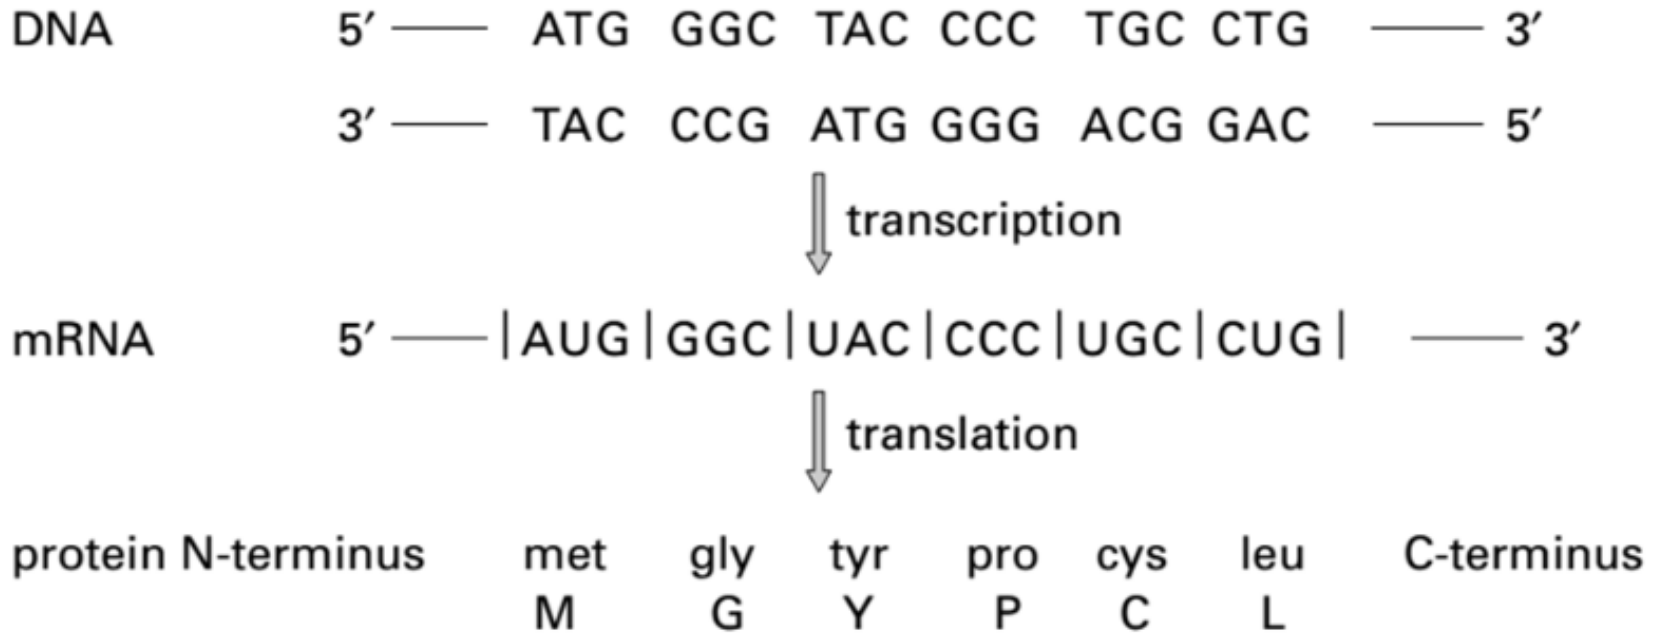 DNA 5′ ATG GGC TAC CCC TGC CTG 3′
3′ TAC CCG ATG GGG ACG GAC 5′
transcription
mRNA 5′ |AUG|GGC|UAC|CCC|UGC|CUG| 3′
translation
protein N-terminus met gly tyr pro cys leu C-terminus
M G Y P C L